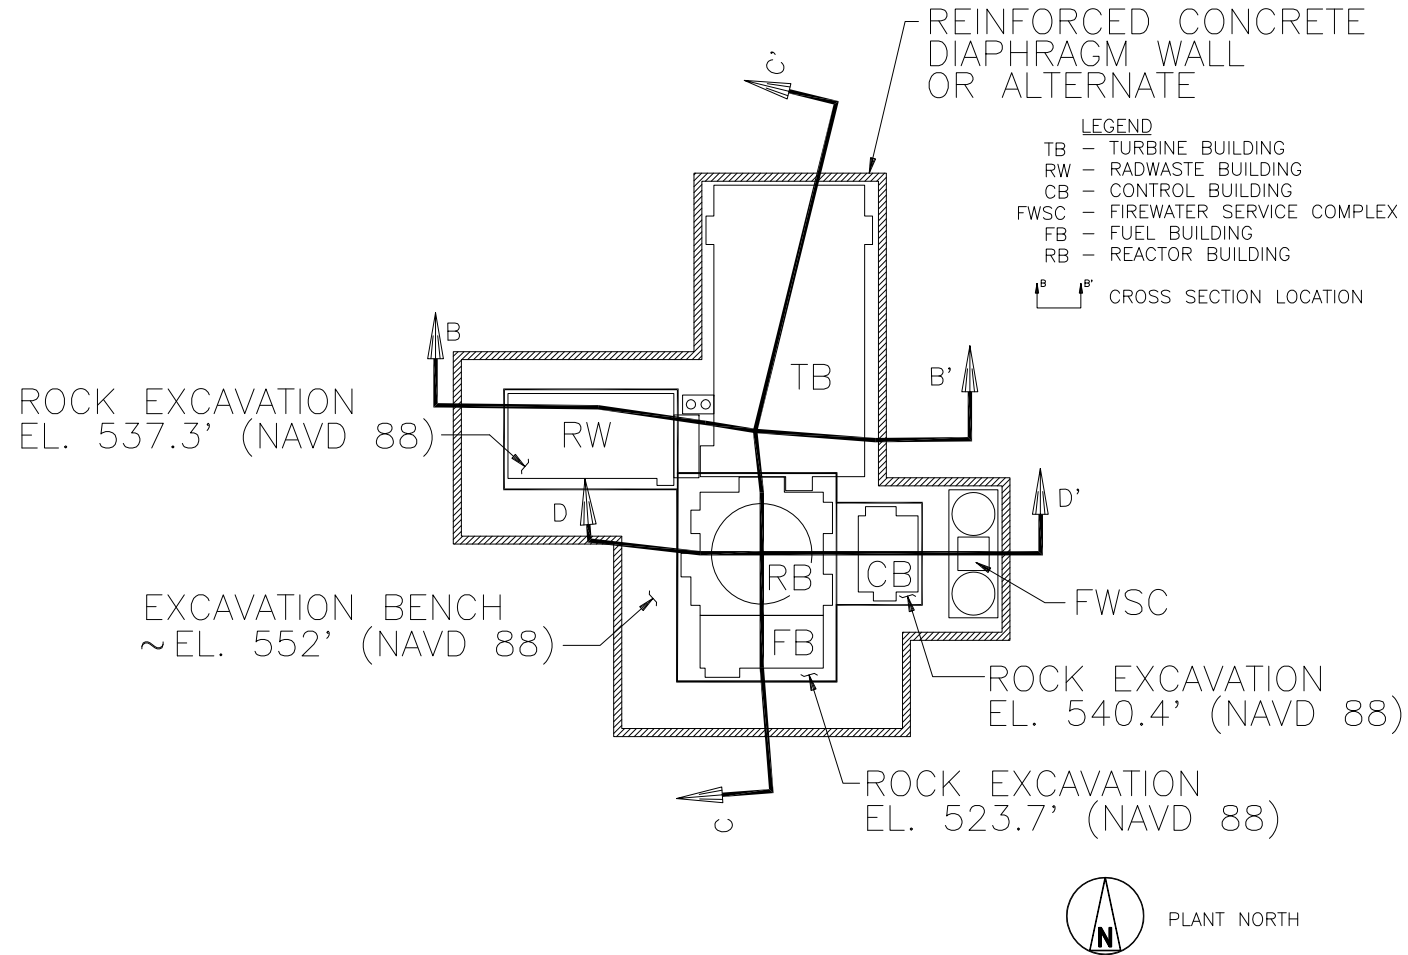 REINFORCED CONCRETE
DIAPHRAGM WALL
OR ALTERNATE
LEGEND
TB – TURBINE BUILDING
RW – RADWASTE BUILDING
CB – CONTROL BUILDING
FWSC – FIREWATER SERVICE COMPLEX
FB – FUEL BUILDING
RB – REACTOR BUILDING
B B' CROSS SECTION LOCATION
C'
B
B'
TB
ROCK EXCAVATION
EL. 537.3' (NAVD 88)
RW
D
D'
RB
CB
FWSC
EXCAVATION BENCH
~ EL. 552' (NAVD 88)
FB
ROCK EXCAVATION
EL. 540.4' (NAVD 88)
ROCK EXCAVATION
EL. 523.7' (NAVD 88)
C
N
PLANT NORTH